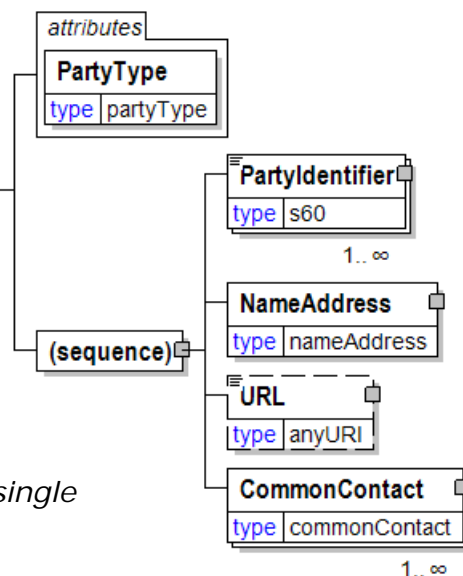 attributes
PartyType
type partyType
PartyIdentifier
type s60
1.. ∞
NameAddress
type nameAddress
(sequence)
URL
type anyURI
single
CommonContact
type commonContact
1.. ∞